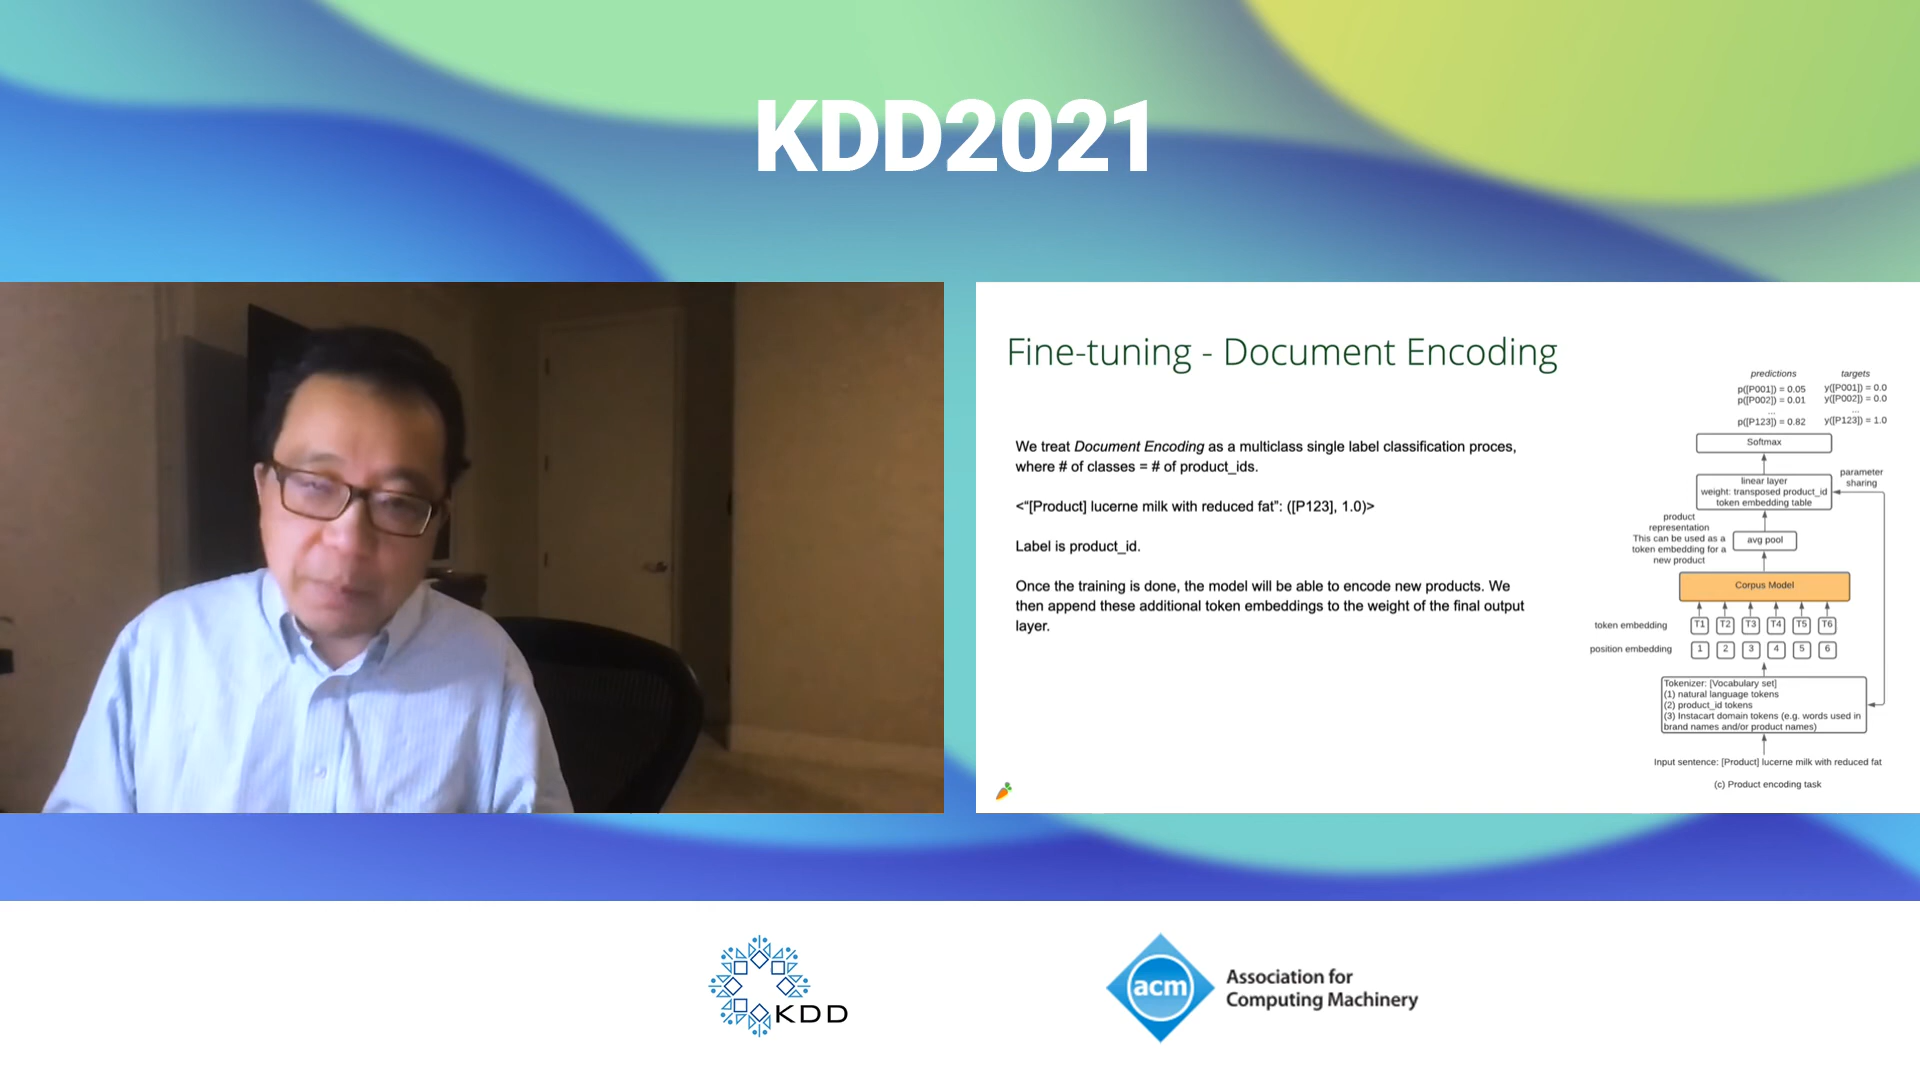 KDD2021
Fine-tuning - Document Encoding
We treat Document Encoding as a multiclass single label classification proces,
where # of classes = # of product_ids.
<“[Product] lucerne milk with reduced fat”: ([P123], 1.0)>
Label is product_id.
Once the training is done, the model will be able to encode new products. We
then append these additional token embeddings to the weight of the final output
layer.
predictions
targets
p([P001]) = 0.05
y([P001]) = 0.0
p([P002]) = 0.01
y([P002]) = 0.0
...
...
p([P123]) = 0.82
y([P123]) = 1.0
Softmax
parameter
sharing
linear layer
weight: transposed product_id
token embedding table
product
representation
This can be used as a
token embedding for a
new product
avg pool
Corpus Model
token embedding
T1 T2 T3 T4 T5 T6
position embedding
1 2 3 4 5 6
Tokenizer: [Vocabulary set]
(1) natural language tokens
(2) product_id tokens
(3) Instacart domain tokens (e.g. words used in
brand names and/or product names)
Input sentence: [Product] lucerne milk with reduced fat
(c) Product encoding task
KDD
acm
Association for
Computing Machinery